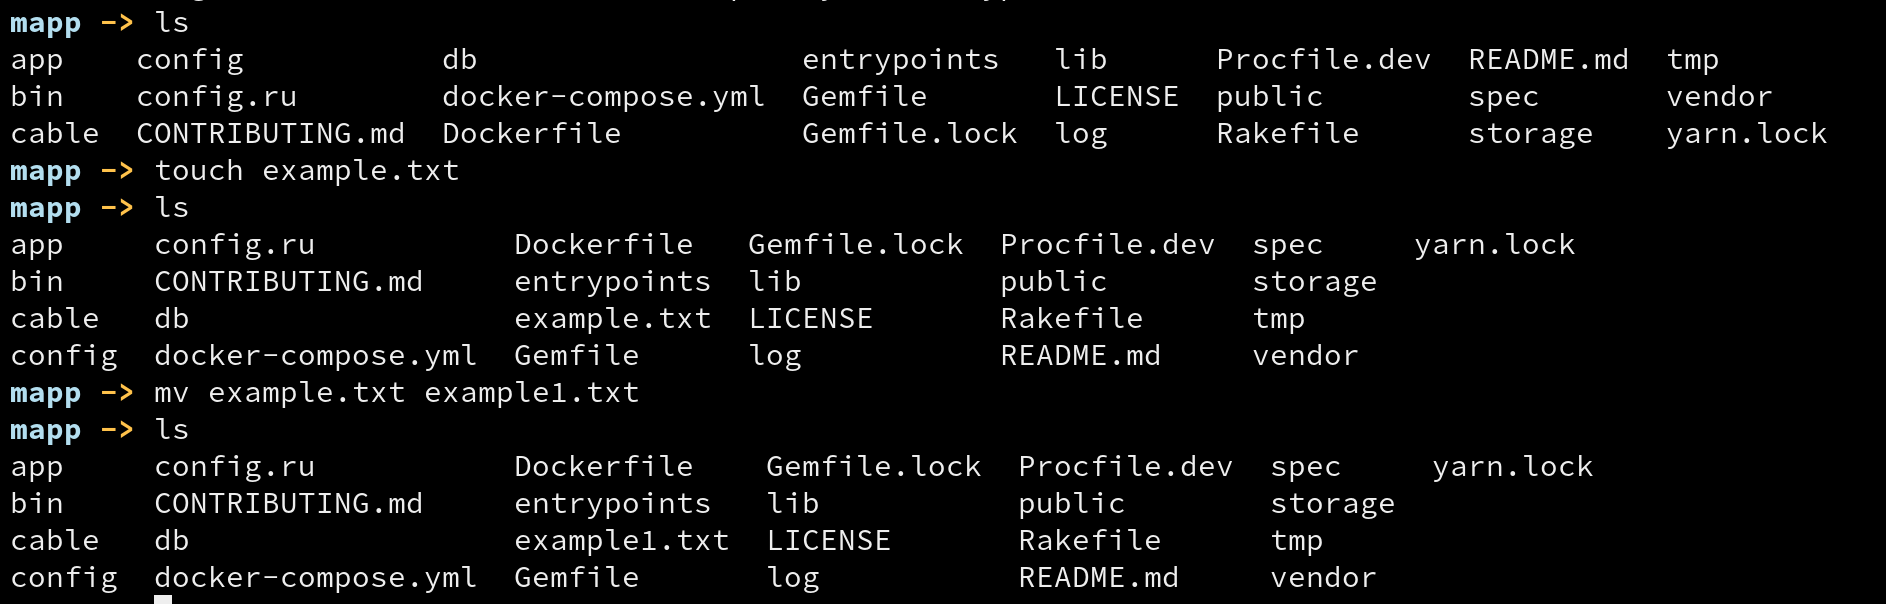 mapp -> ls
app    config                 db                  entrypoints   lib      Procfile.dev  README.md  tmp
bin    config.ru              docker-compose.yml  Gemfile       LICENSE  public        spec       vendor
cable  CONTRIBUTING.md  Dockerfile          Gemfile.lock  log      Rakefile      storage    yarn.lock
mapp -> touch example.txt
mapp -> ls
app     config.ru           Dockerfile   Gemfile.lock  Procfile.dev  spec     yarn.lock
bin     CONTRIBUTING.md     entrypoints  lib           public        storage
cable   db                  example.txt  LICENSE       Rakefile      tmp
config  docker-compose.yml  Gemfile      log           README.md     vendor
mapp -> mv example.txt example1.txt
mapp -> ls
app     config.ru           Dockerfile    Gemfile.lock  Procfile.dev  spec     yarn.lock
bin     CONTRIBUTING.md     entrypoints   lib           public        storage
cable   db                  example1.txt  LICENSE       Rakefile      tmp
config  docker-compose.yml  Gemfile       log           README.md     vendor